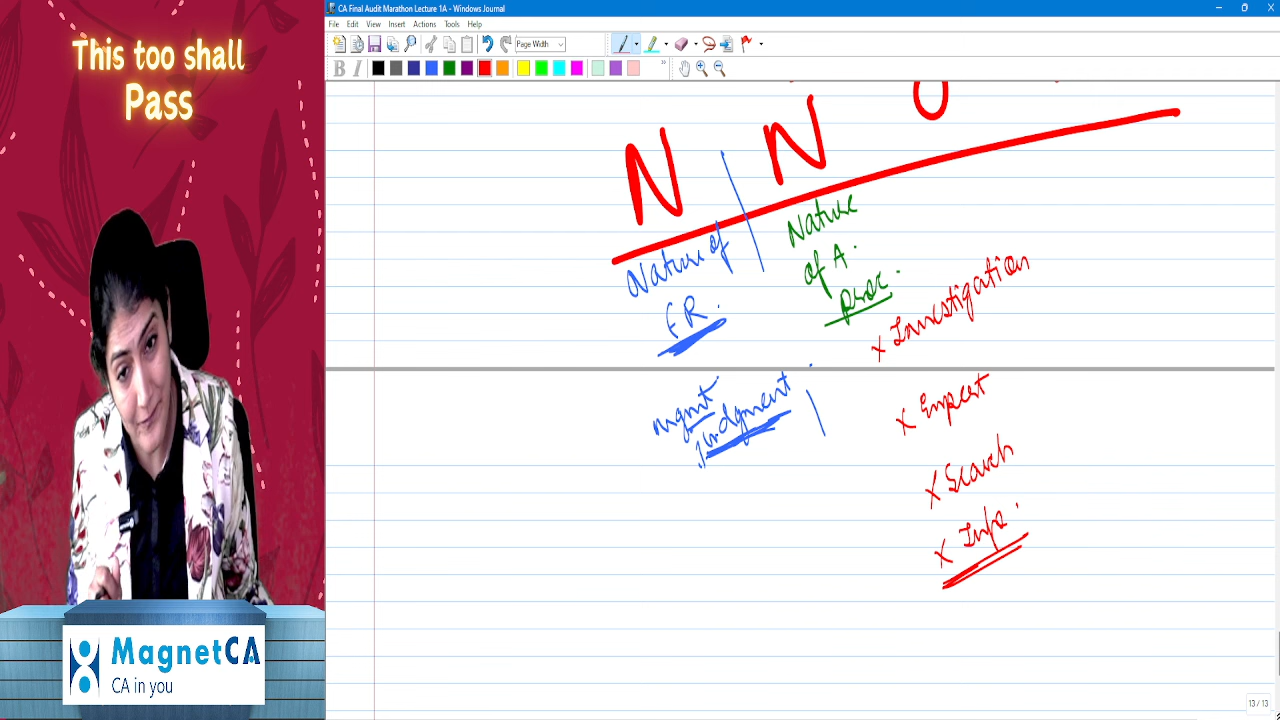 This too shall
Pass
MagnetCA
CA in you
CA Final Audit Marathon Lecture 1A - Windows Journal
File Edit View Insert Actions Tools Help
Page Width
B I
N N O
Nature of
FR.
Nature
of A.
proc.
x Investigation
mgmt
judgment
x Expert
x Search
x Info.
13 / 13